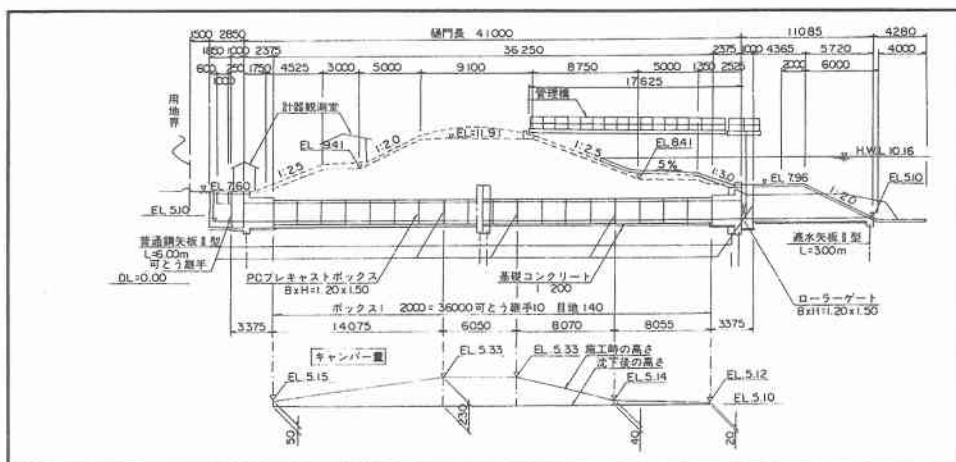 1500 2850 樋門長 41000 11085 4280
1850 1000 2375 36250 2375 1000 4365 5720 4000
600 250 1750 4525 3000 5000 9100 8750 5000 1350 2525 2000 6000
1000 17625
用地界
計器観測室
管理橋
EL=9.41
EL=11.91
EL8.41
H.W.L 10.16
1:2.5
1:2.0
1:2.5
5%
1:3.0
EL 7.60
EL 7.96
1:2.0
EL5.10
EL 5.10
普通鋼矢板Ⅱ型
L=6.00m
可とう継手
DL=0.00
PCプレキャストボックス
B×H=1.20×1.50
基礎コンクリート
1 200
遮水矢板Ⅱ型
L=3.00m
ローラーゲート
B×H=1.20×1.50
ボックス1 2000=36000可とう継手10 目地140
3375 14075 6050 8070 8055 3375
キャンバー量
EL.5.15
EL 5.33
EL 5.33
施工時の高さ
沈下後の高さ
EL.5.14
EL.5.12
EL.5.10
50
230
40
20